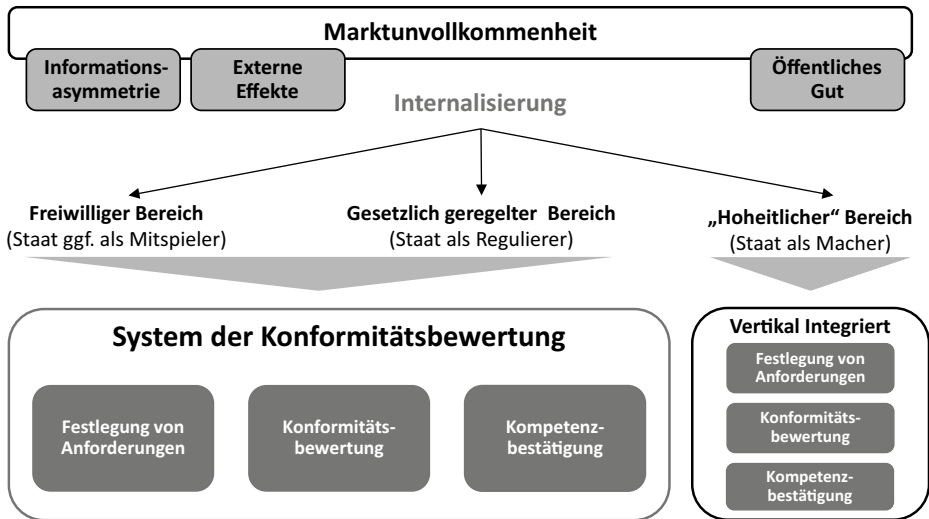 Marktunvollkommenheit
Informations-
asymmetrie
Externe
Effekte
Öffentliches
Gut
Internalisierung
Freiwilliger Bereich
(Staat ggf. als Mitspieler)
Gesetzlich geregelter Bereich
(Staat als Regulierer)
„Hoheitlicher“ Bereich
(Staat als Macher)
System der Konformitätsbewertung
Festlegung von
Anforderungen
Konformitäts-
bewertung
Kompetenz-
bestätigung
Vertikal Integriert
Festlegung von
Anforderungen
Konformitäts-
bewertung
Kompetenz-
bestätigung